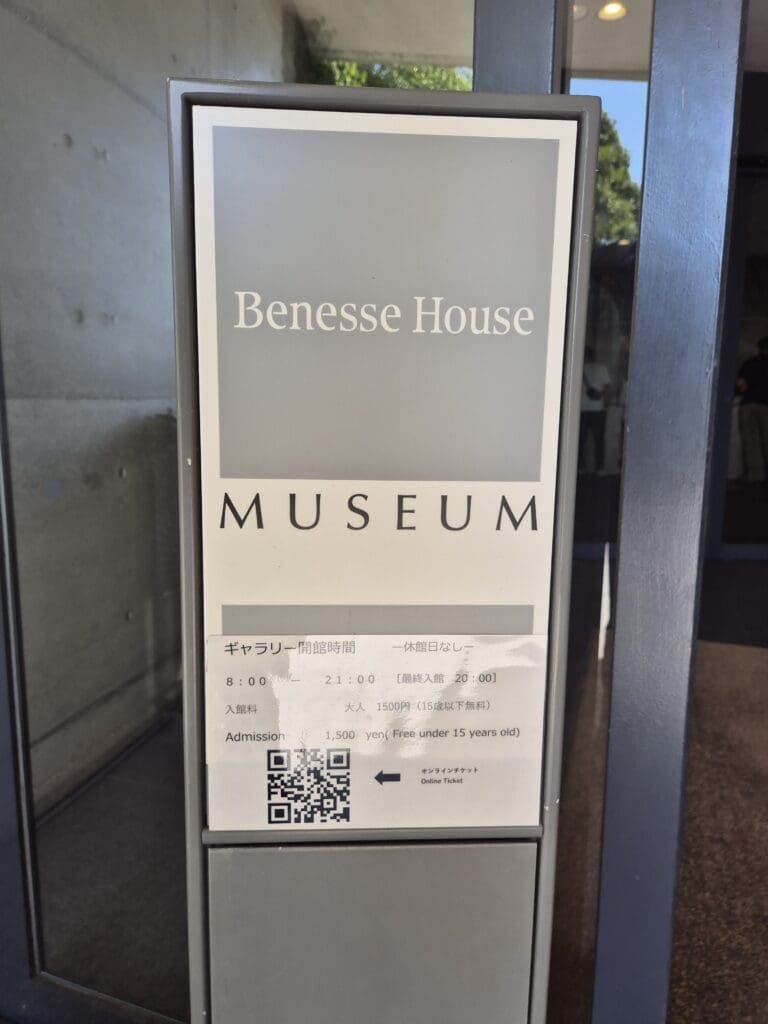 Benesse House
MUSEUM
ギャラリー開館時間 ―休館日なし―
8:00 ― 21:00 [最終入館 20:00]
入館料 大人 1500円 (15歳以下無料)
Admission 1,500 yen( Free under 15 years old)
オンラインチケット
Online Ticket